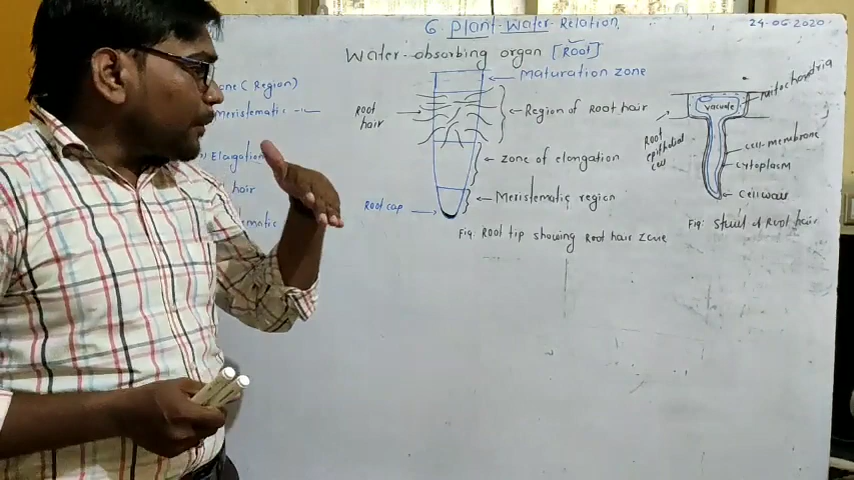 6. Plant-Water-Relation
24-06-2020
Water-absorbing organ [Root]
one (Region)
Meristematic
Elagation
hair
Maturation zone
Root
hair
Region of Root hair
zone of elongation
Meristematic region
Root cap
Fig: Root tip showing Root hair Zone
vacuole
mitochondria
Root
epithelial
cell
cell-membrane
cytoplasm
cell wall
Fig: Struct of Root hair